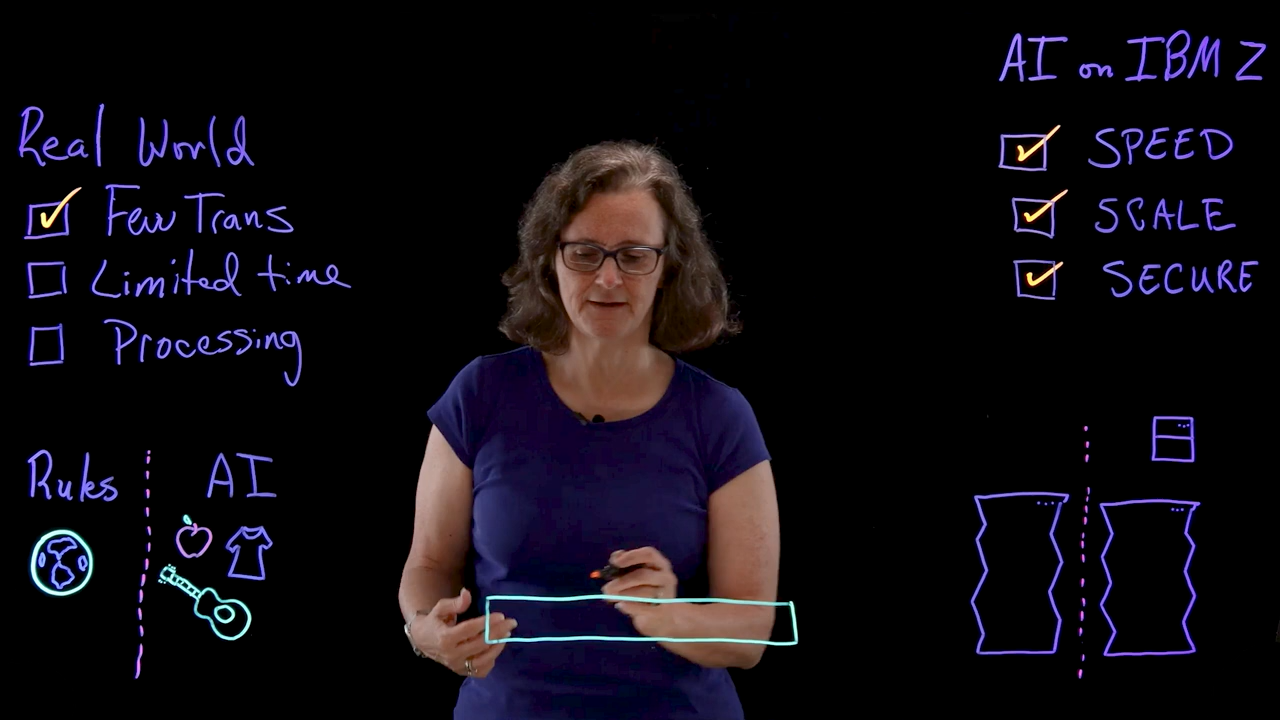 Real World
Few Trans
Limited time
Processing
Rules
AI
AI on IBM Z
SPEED
SCALE
SECURE